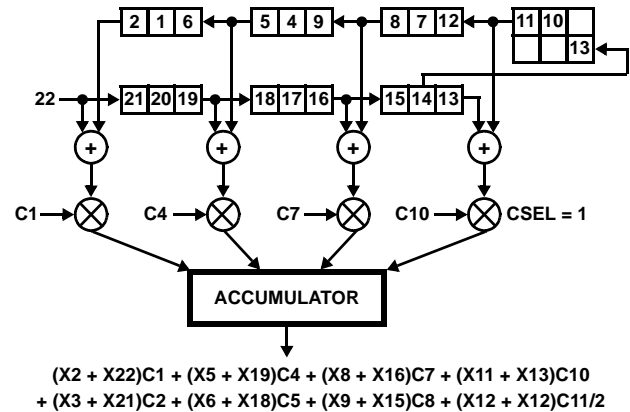 2 1 6 5 4 9 8 7 12 11 10
13
22 21 20 19 18 17 16 15 14 13
+ + + +
C1 C4 C7 C10 CSEL = 1
ACCUMULATOR
(X2 + X22)C1 + (X5 + X19)C4 + (X8 + X16)C7 + (X11 + X13)C10
+ (X3 + X21)C2 + (X6 + X18)C5 + (X9 + X15)C8 + (X12 + X12)C11/2